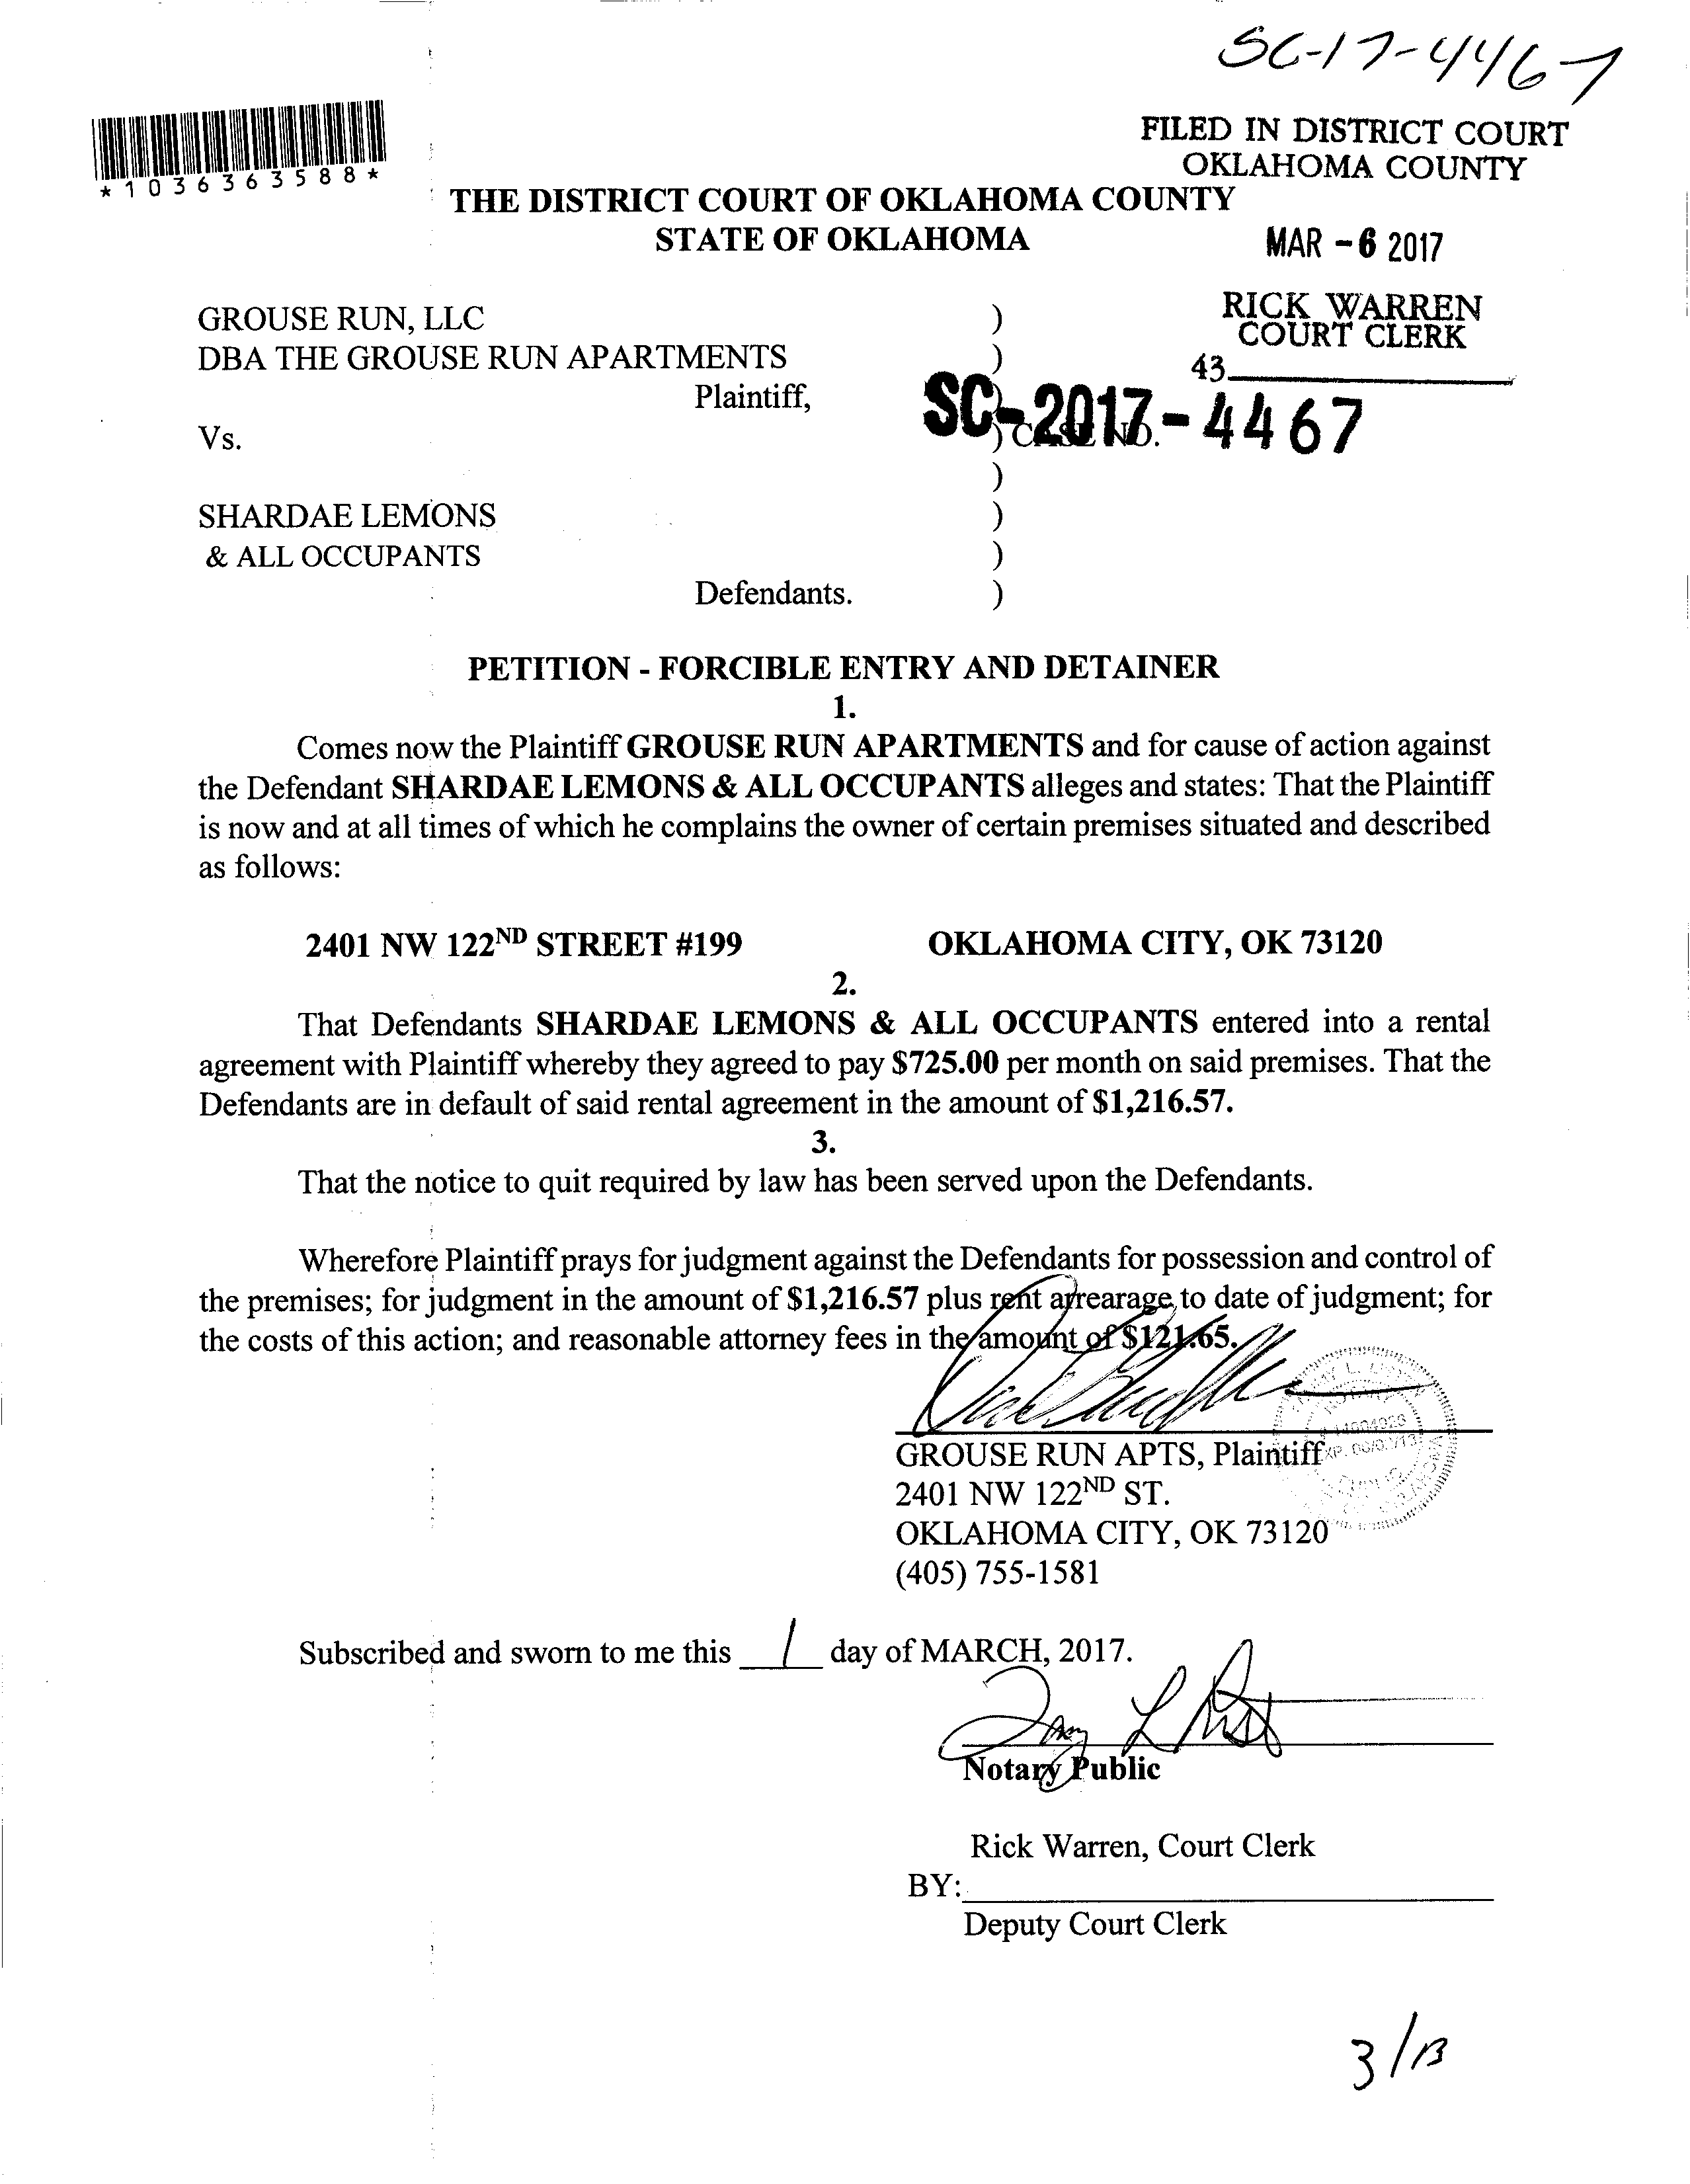 SC-17-4467
*1036363588*
FILED IN DISTRICT COURT
OKLAHOMA COUNTY
THE DISTRICT COURT OF OKLAHOMA COUNTY
STATE OF OKLAHOMA
MAR -6 2017
RICK WARREN
COURT CLERK
43
GROUSE RUN, LLC )
DBA THE GROUSE RUN APARTMENTS )
Plaintiff, )
SC-2017-4467
Vs. ) CASE NO.
)
SHARDAE LEMONS )
& ALL OCCUPANTS )
Defendants. )
PETITION - FORCIBLE ENTRY AND DETAINER
1.
Comes now the Plaintiff GROUSE RUN APARTMENTS and for cause of action against
the Defendant SHARDAE LEMONS & ALL OCCUPANTS alleges and states: That the Plaintiff
is now and at all times of which he complains the owner of certain premises situated and described
as follows:
2401 NW 122ND STREET #199 OKLAHOMA CITY, OK 73120
2.
That Defendants SHARDAE LEMONS & ALL OCCUPANTS entered into a rental
agreement with Plaintiff whereby they agreed to pay $725.00 per month on said premises. That the
Defendants are in default of said rental agreement in the amount of $1,216.57.
3.
That the notice to quit required by law has been served upon the Defendants.
Wherefore Plaintiff prays for judgment against the Defendants for possession and control of
the premises; for judgment in the amount of $1,216.57 plus rent arrearage, to date of judgment; for
the costs of this action; and reasonable attorney fees in the amount of $121.65.
GROUSE RUN APTS, Plaintiff
2401 NW 122ND ST.
OKLAHOMA CITY, OK 73120
(405) 755-1581
Subscribed and sworn to me this 1 day of MARCH, 2017.
Notary Public
Rick Warren, Court Clerk
BY:
Deputy Court Clerk
3/13